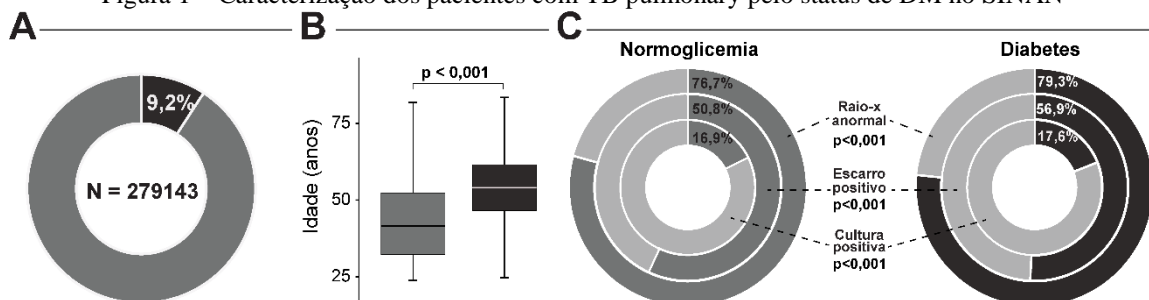 Figura 1 – Caracterização dos pacientes com TB pulmonary pelo status de DM no SINAN
A
B
C
9,2%
N = 279143
p < 0,001
Idade (anos)
75
50
25
Normoglicemia
76,7%
50,8%
16,9%
Raio-x
anormal
p<0,001
Escarro
positivo
p<0,001
Cultura
positiva
p<0,001
Diabetes
79,3%
56,9%
17,6%